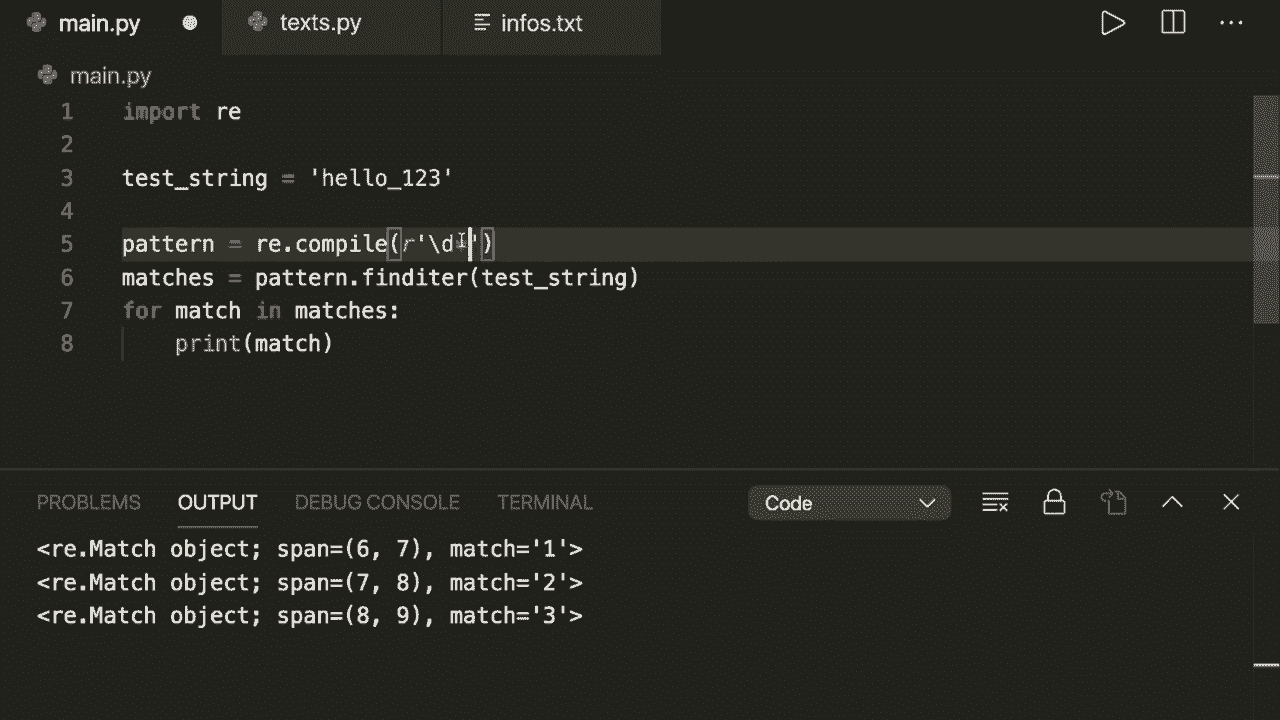 main.py texts.py infos.txt
main.py
1 import re
2
3 test_string = 'hello_123'
4
5 pattern = re.compile(r'\d')
6 matches = pattern.finditer(test_string)
7 for match in matches:
8 print(match)
PROBLEMS OUTPUT DEBUG CONSOLE TERMINAL Code
<re.Match object; span=(6, 7), match='1'>
<re.Match object; span=(7, 8), match='2'>
<re.Match object; span=(8, 9), match='3'>